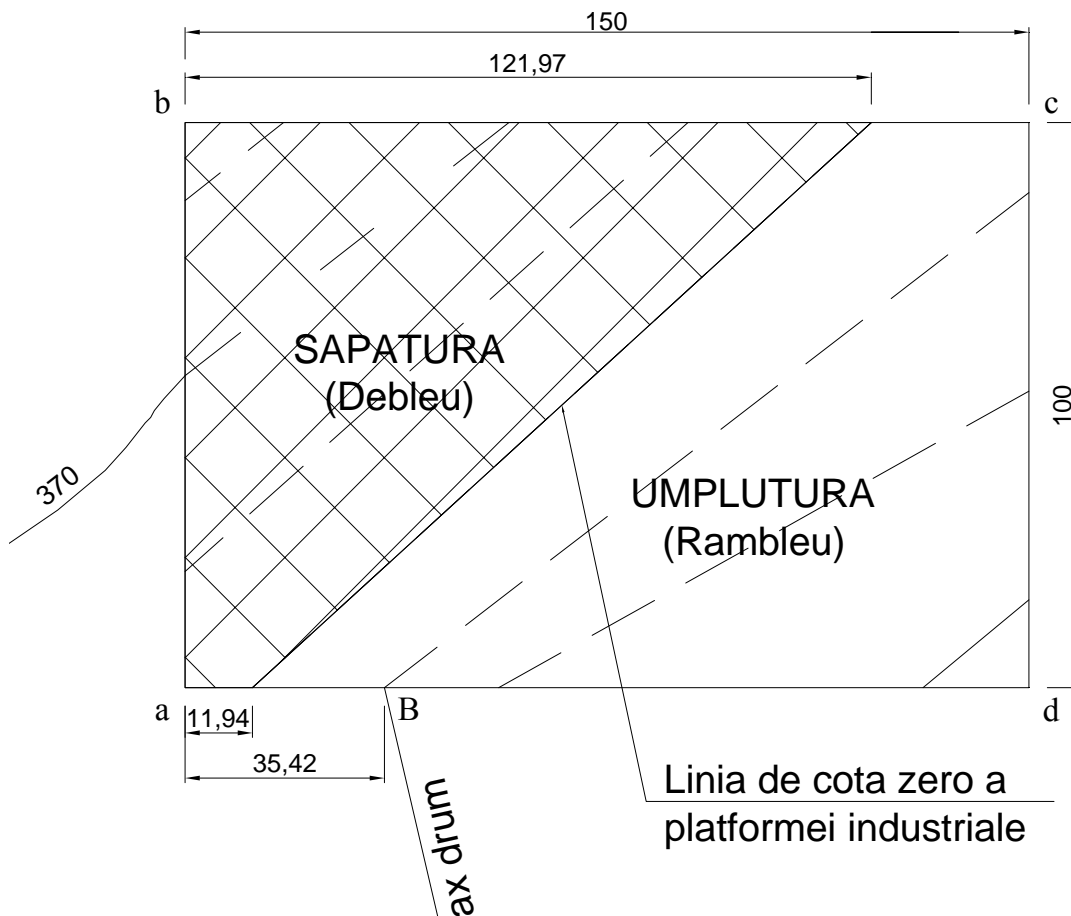 150
121,97
b
c
SAPATURA
(Debleu)
100
370
UMPLUTURA
(Rambleu)
a
B
d
11,94
35,42
ax drum
Linia de cota zero a
platformei industriale